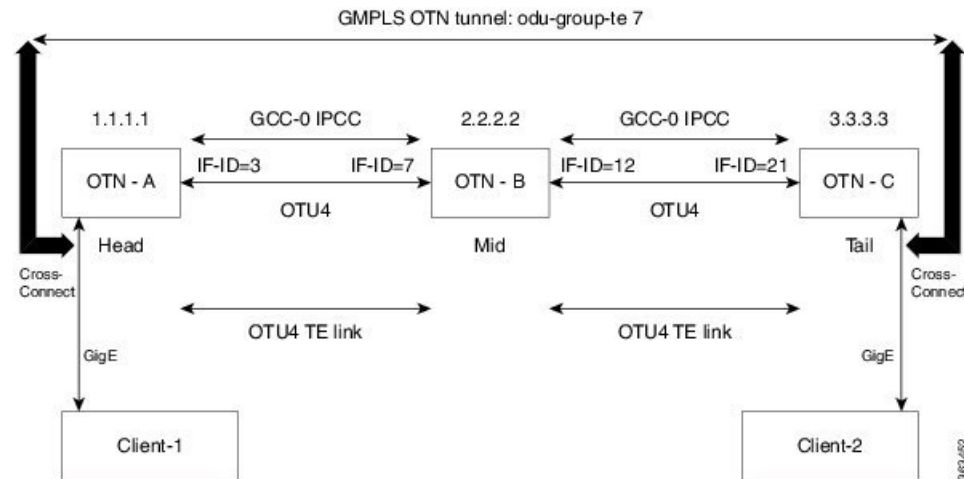 GMPLS OTN tunnel: odu-group-te 7
1.1.1.1
GCC-0 IPCC
2.2.2.2
GCC-0 IPCC
3.3.3.3
OTN - A
IF-ID=3
IF-ID=7
OTN - B
IF-ID=12
IF-ID=21
OTN - C
OTU4
OTU4
Head
Mid
Tail
Cross-
Connect
Cross-
Connect
OTU4 TE link
OTU4 TE link
GigE
GigE
Client-1
Client-2